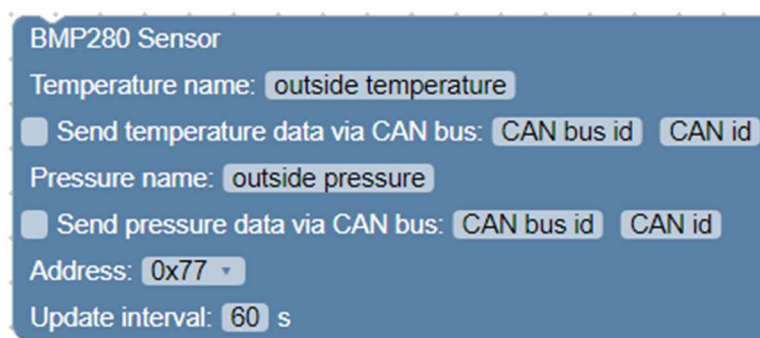 BMP280 Sensor
Temperature name: outside temperature
Send temperature data via CAN bus: CAN bus id CAN id
Pressure name: outside pressure
Send pressure data via CAN bus: CAN bus id CAN id
Address: 0x77
Update interval: 60 s